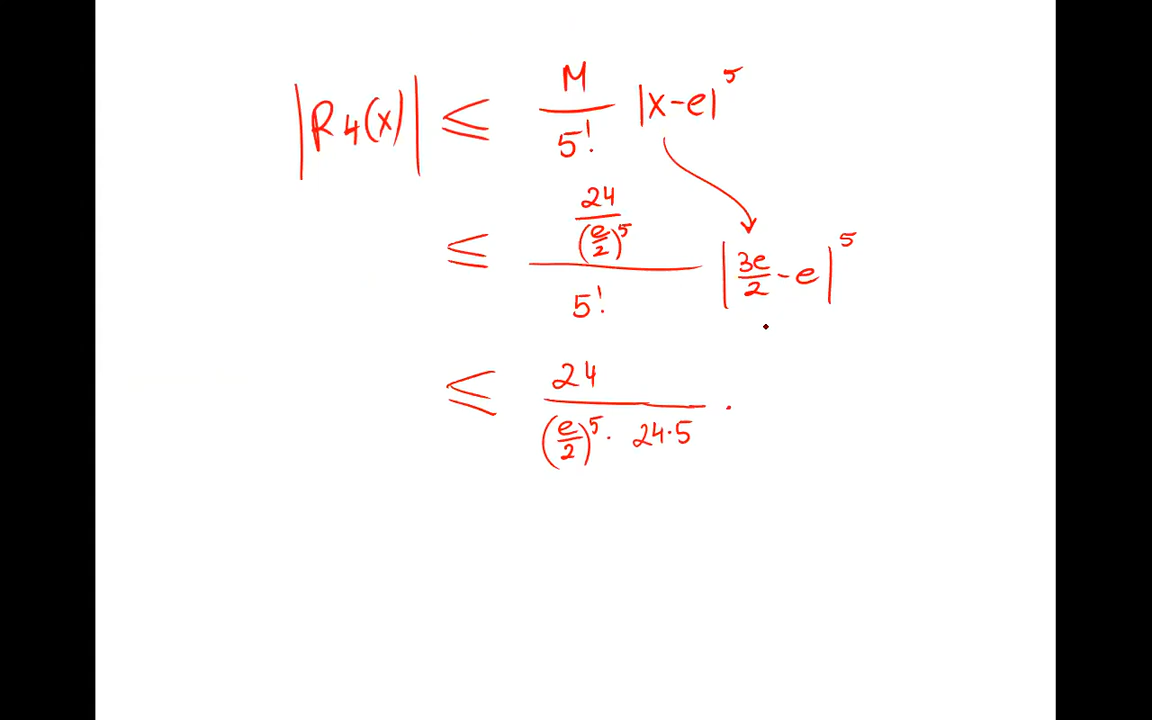 |R4(x)| ≤ M/5! |x-e|^5
≤ (24/(e/2)^5)/5! |3e/2 - e|^5
≤ 24/((e/2)^5 · 24·5) ·